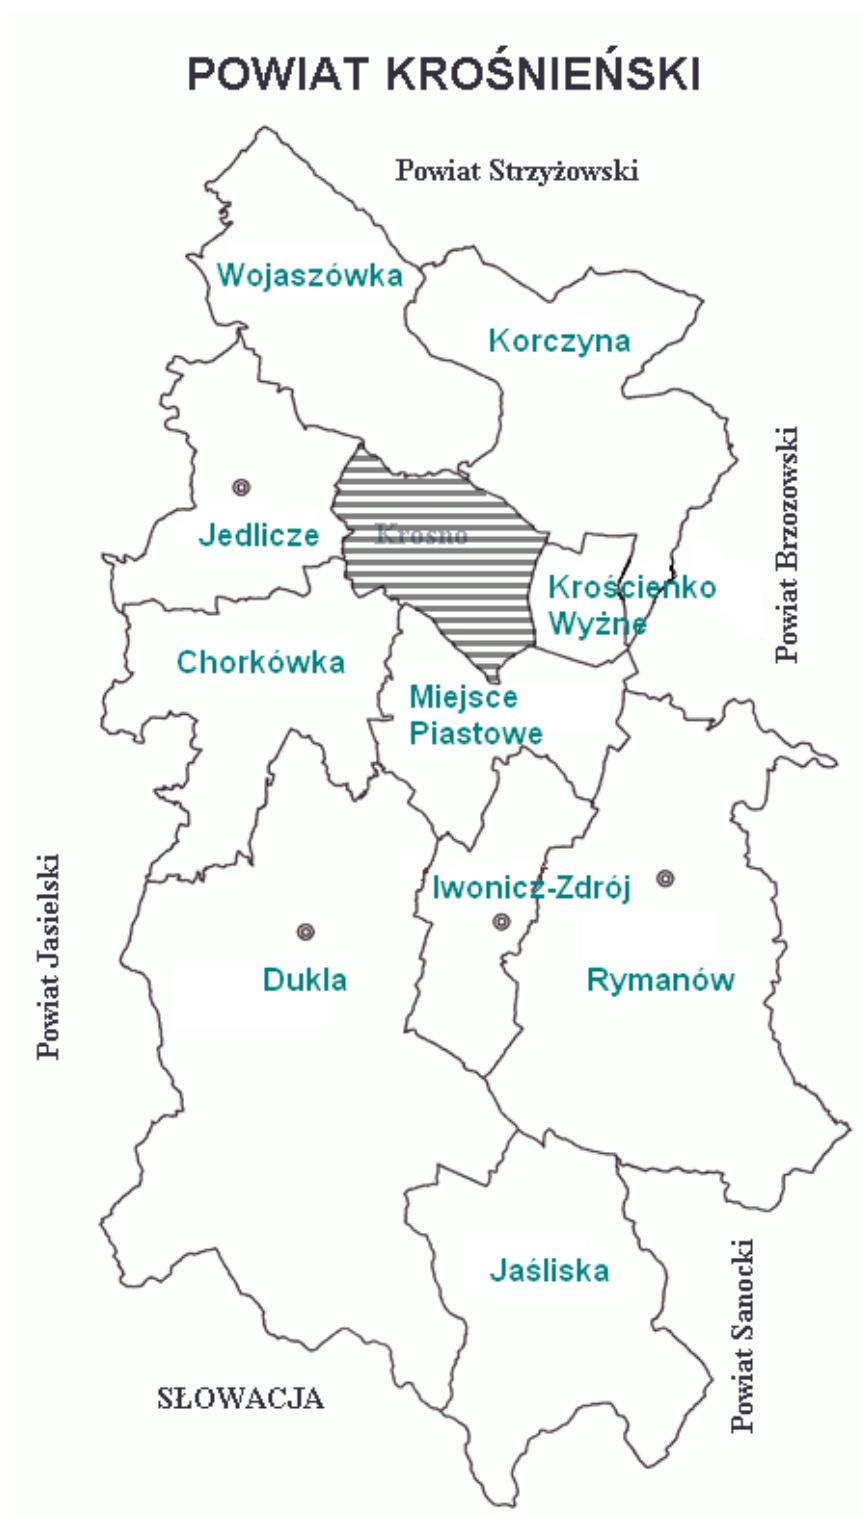 POWIAT KROŚNIEŃSKI
Powiat Strzyżowski
Wojaszówka
Korczyna
Powiat Brzozowski
Jedlicze
Krosno
Krościenko
Wyżne
Chorkówka
Miejsce
Piastowe
Powiat Jasielski
Iwonicz-Zdrój
Dukla
Rymanów
Jaśliska
Powiat Sanocki
SŁOWACJA